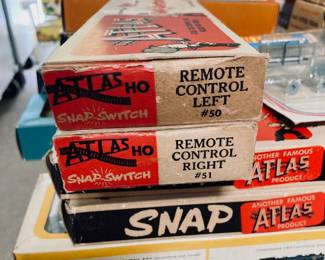 ATLAS HO
SNAP SWITCH
REMOTE
CONTROL
LEFT
#50
ATLAS HO
SNAP SWITCH
REMOTE
CONTROL
RIGHT
#51
ANOTHER FAMOUS
ATLAS
PRODUCT
SNAP
ANOTHER FAMOUS
ATLAS
PRODUCT